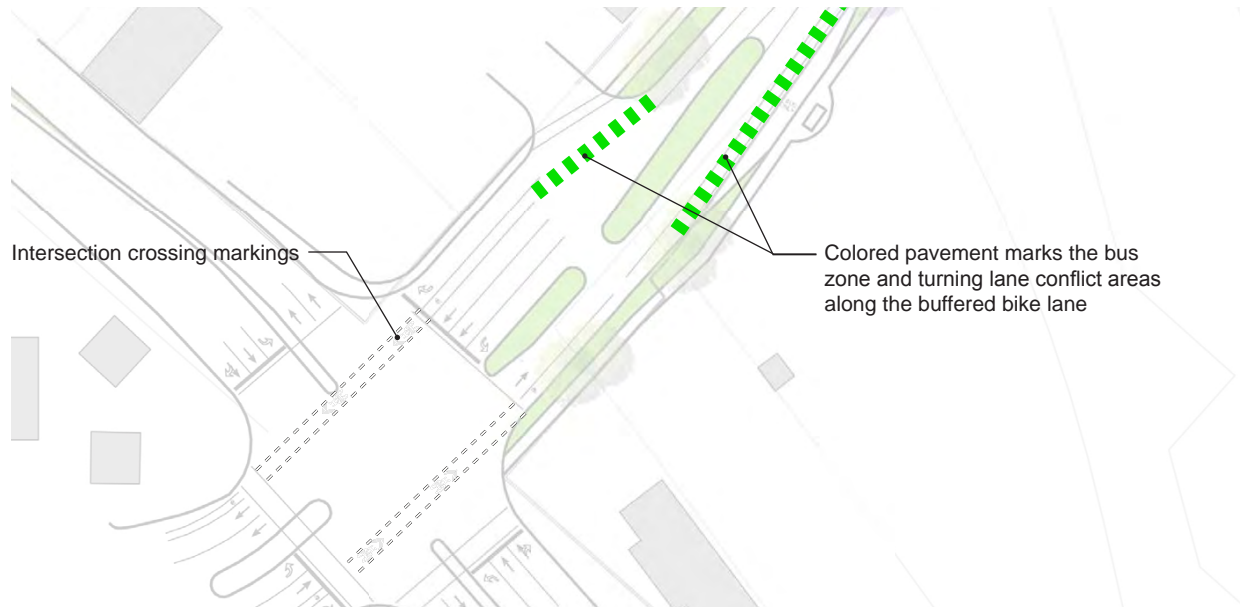 Intersection crossing markings
Colored pavement marks the bus
zone and turning lane conflict areas
along the buffered bike lane